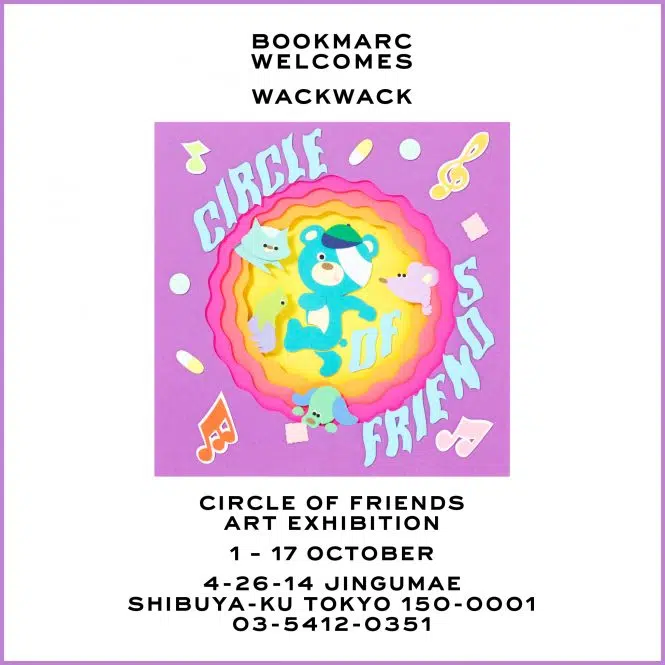 BOOKMARC
WELCOMES
WACKWACK
CIRCLE
OF
FRIENDS
CIRCLE OF FRIENDS
ART EXHIBITION
1 – 17 OCTOBER
4-26-14 JINGUMAE
SHIBUYA-KU TOKYO 150-0001
03-5412-0351